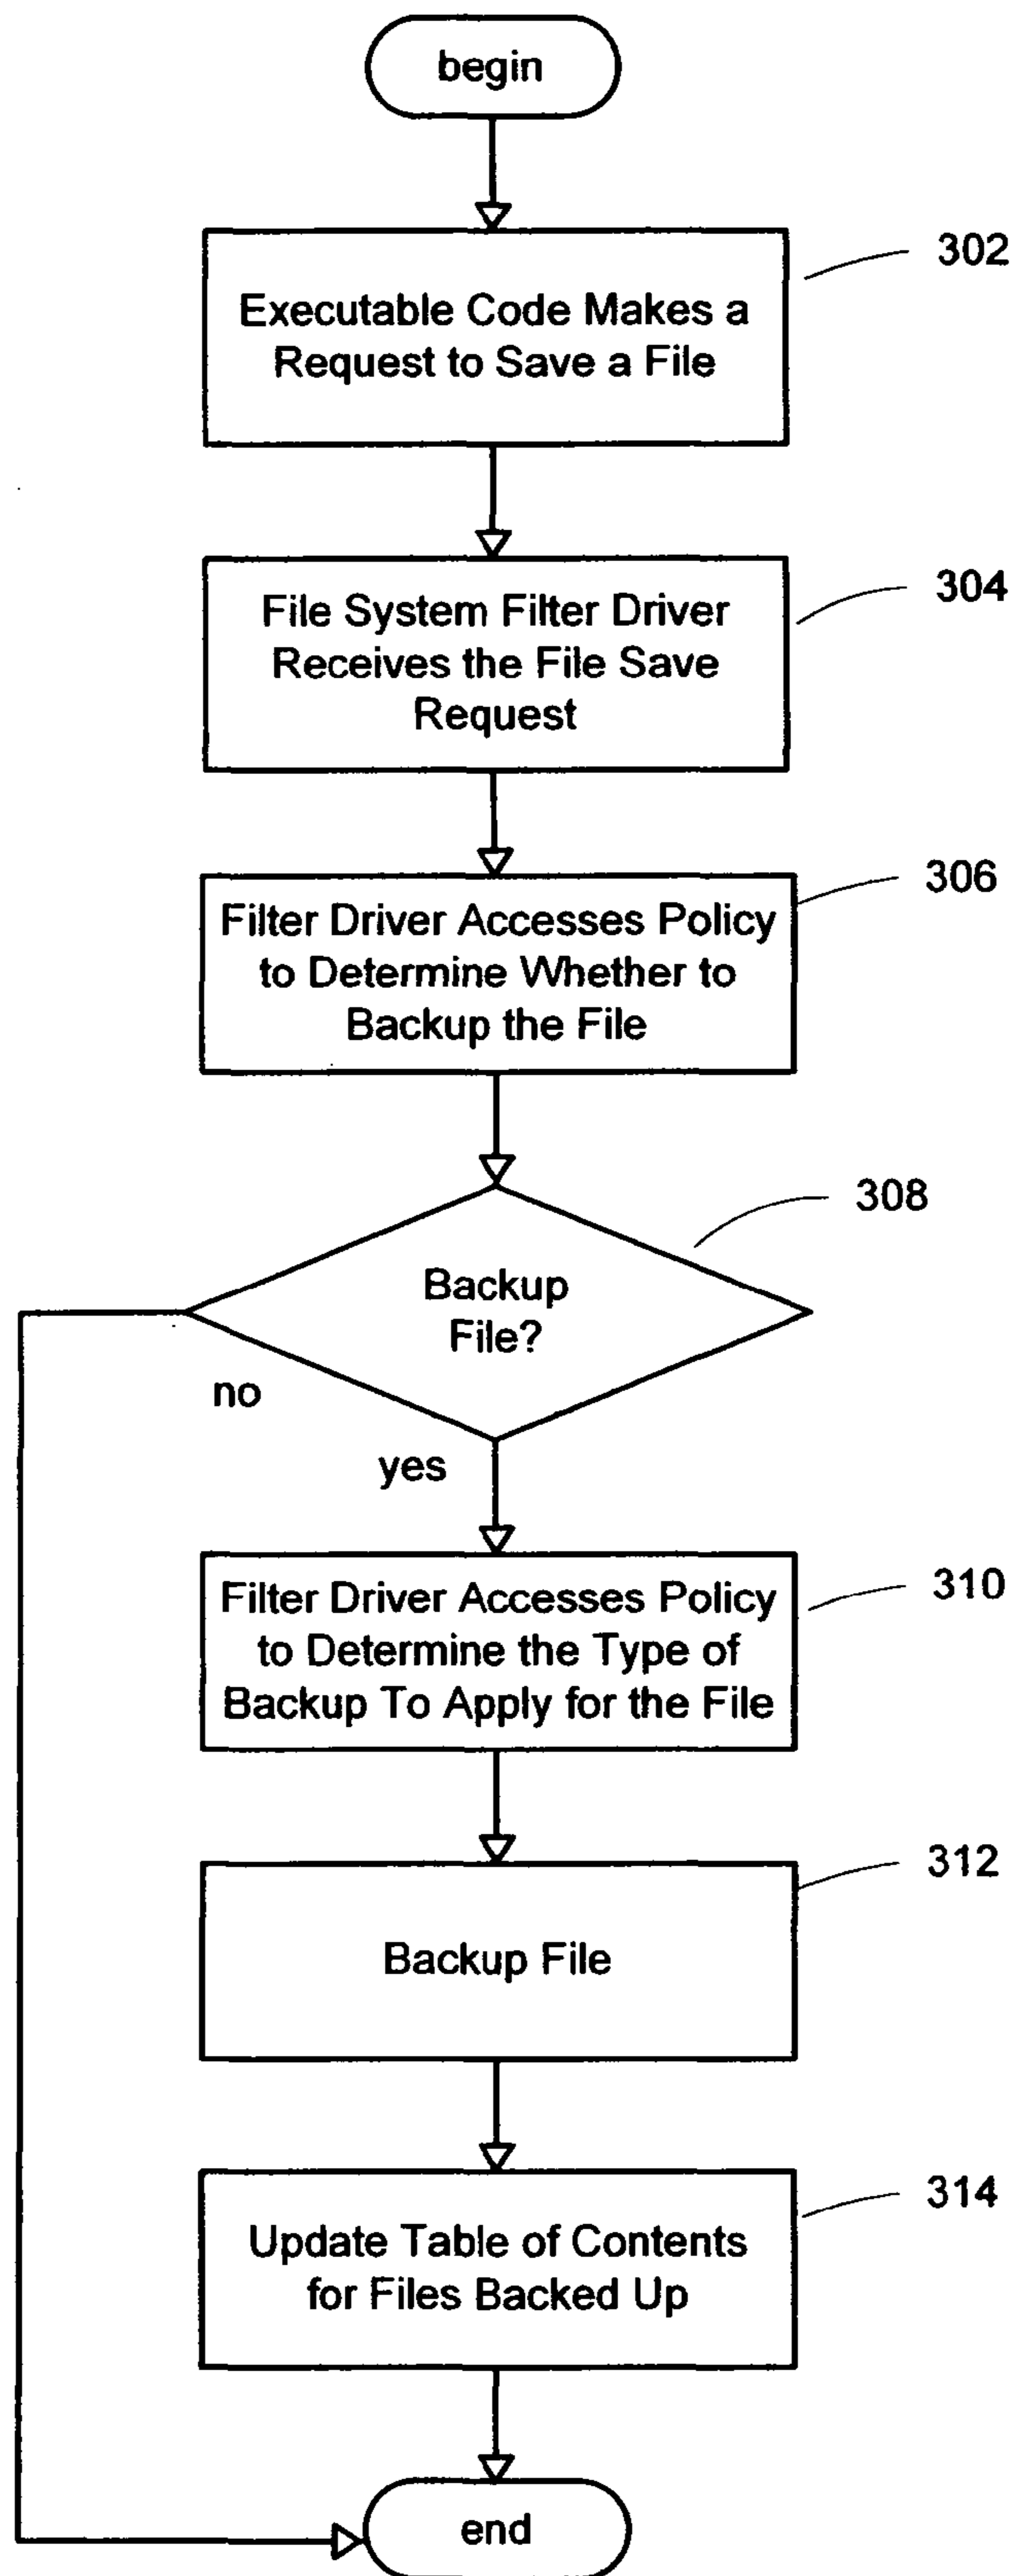 begin
302
Executable Code Makes a
Request to Save a File
304
File System Filter Driver
Receives the File Save
Request
306
Filter Driver Accesses Policy
to Determine Whether to
Backup the File
308
Backup
File?
no
yes
310
Filter Driver Accesses Policy
to Determine the Type of
Backup To Apply for the File
312
Backup File
314
Update Table of Contents
for Files Backed Up
end